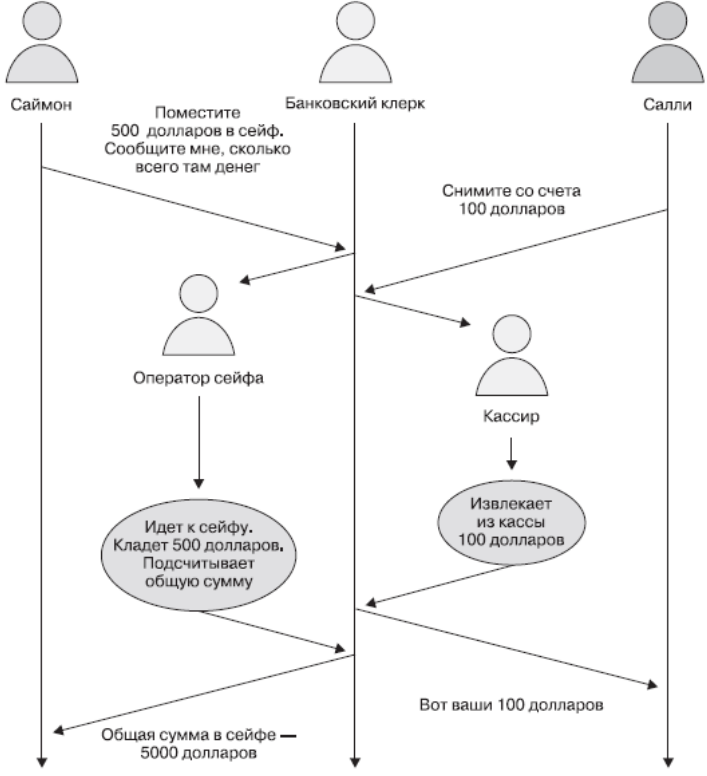 Саймон
Банковский клерк
Салли
Поместите
500 долларов в сейф.
Сообщите мне, сколько
всего там денег
Снимите со счета
100 долларов
Оператор сейфа
Кассир
Идет к сейфу.
Кладет 500 долларов.
Подсчитывает
общую сумму
Извлекает
из кассы
100 долларов
Вот ваши 100 долларов
Общая сумма в сейфе —
5000 долларов